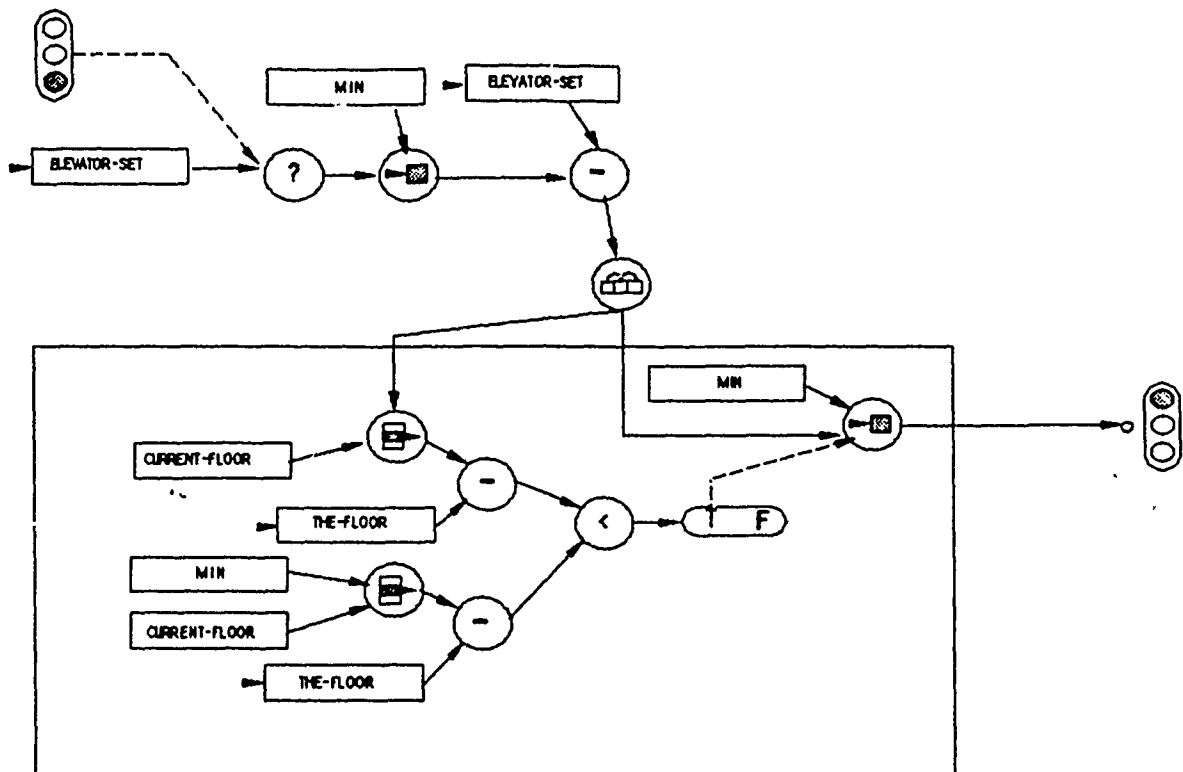 MIN
ELEVATOR-SET
ELEVATOR-SET
?
-
MIN
CURRENT-FLOOR
-
THE-FLOOR
<
F
MIN
CURRENT-FLOOR
-
THE-FLOOR